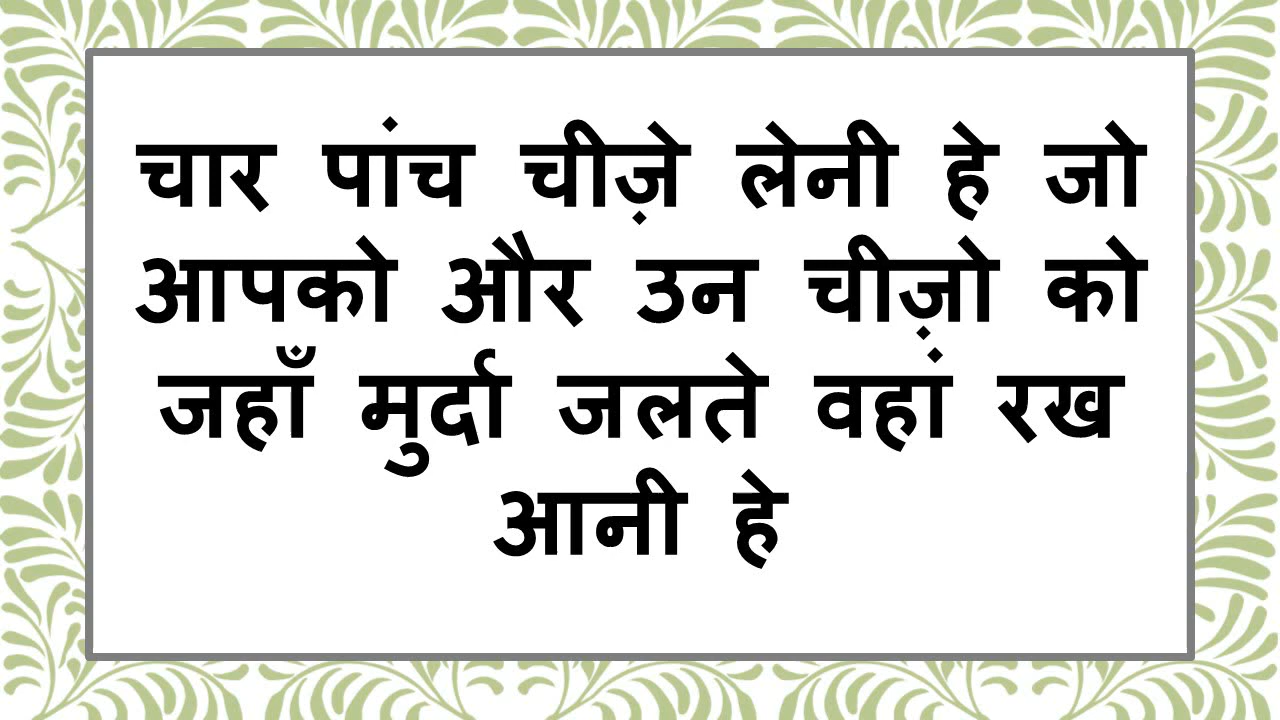 चार पांच चीज़े लेनी हे जो
आपको और उन चीज़ो को
जहाँ मुर्दा जलते वहां रख
आनी हे